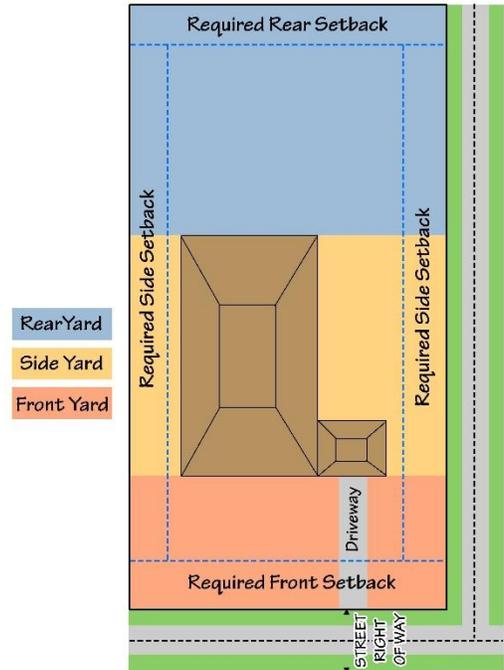 Required Rear Setback
Required Side Setback
Required Side Setback
RearYard
Side Yard
Front Yard
Driveway
Required Front Setback
STREET
RIGHT
OF WAY